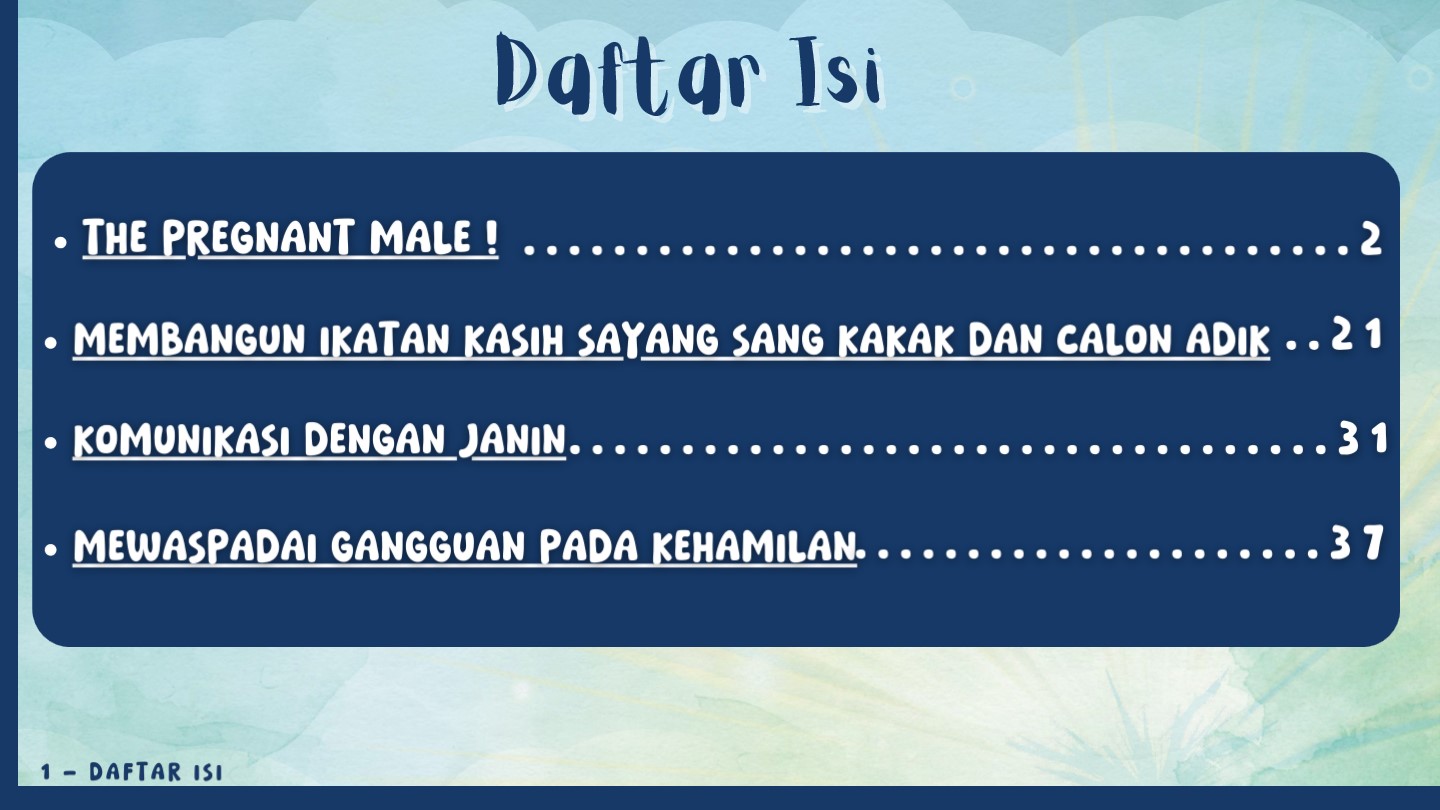 Daftar Isi
• THE PREGNANT MALE ! .....................................2
• MEMBANGUN IKATAN KASIH SAYANG SANG KAKAK DAN CALON ADIK ..21
• KOMUNIKASI DENGAN JANIN..................................31
• MEWASPADAI GANGGUAN PADA KEHAMILAN.....................37
1 - DAFTAR ISI